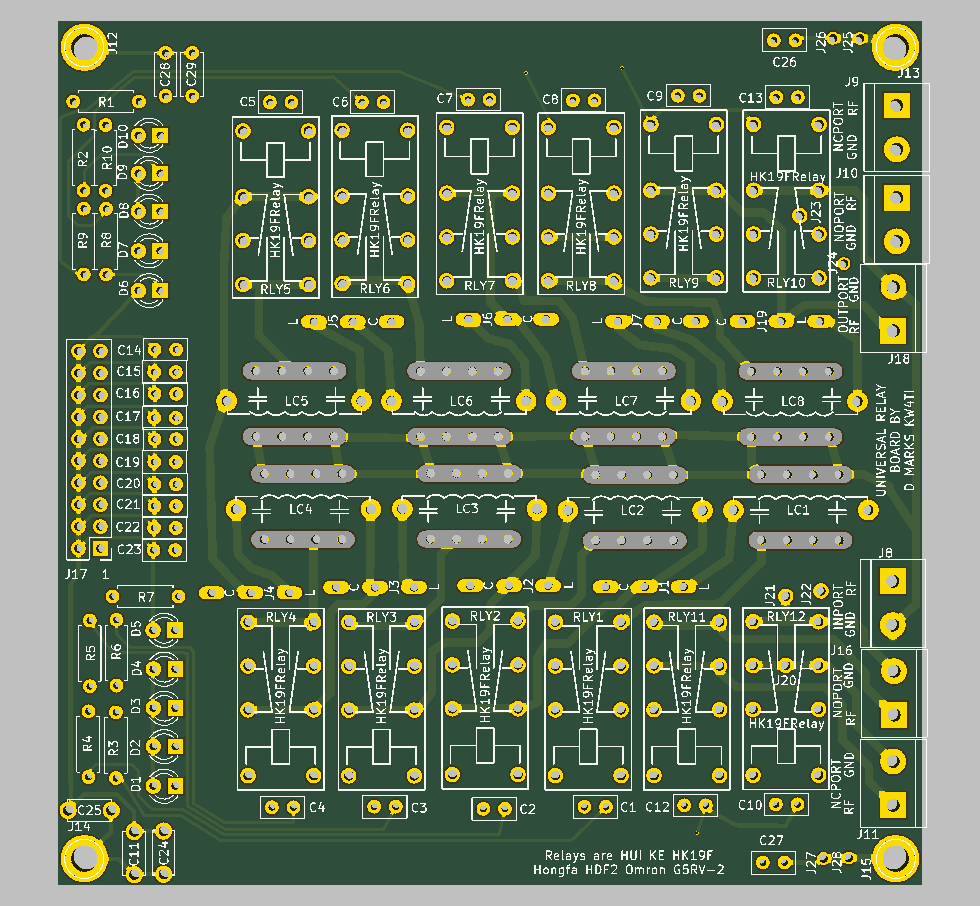 J12
C28
C29
J26
J25
C26
J13
R1
C5
C6
C7
C8
C9
C13
J9
NCPORT
RF
GND
D10
R2
R10
D9
J10
HK19FRelay
HK19FRelay
HK19FRelay
HK19FRelay
HK19FRelay
HK19FRelay
D8
J23
NOPORT
RF
GND
R9
R8
D7
J24
D6
RLY5
RLY6
RLY7
RLY8
RLY9
RLY10
OUTPORT
GND
RF
L
J5
C
L
J6
C
L
J7
C
C
J19
L
J18
C14
C15
C16
C17
C18
C19
C20
C21
C22
C23
LC5
LC6
LC7
LC8
UNIVERSAL RELAY
BOARD BY
D MARKS KW4TI
LC4
LC3
LC2
LC1
J17
1
J8
R7
C
J4
L
C
J3
L
C
J2
L
C
J1
L
J21
J22
INPORT
RF
GND
RLY4
RLY3
RLY2
RLY1
RLY11
RLY12
D5
R5
R6
D4
J16
J20
HK19FRelay
HK19FRelay
HK19FRelay
HK19FRelay
HK19FRelay
HK19FRelay
NOPORT
GND
RF
D3
R4
R3
D2
D1
NCPORT
GND
RF
C25
J14
C4
C3
C2
C1
C12
C10
J11
C11
C24
C27
Relays are HUI KE HK19F
Hongfa HDF2 Omron G5RV-2
J27
J28
J15